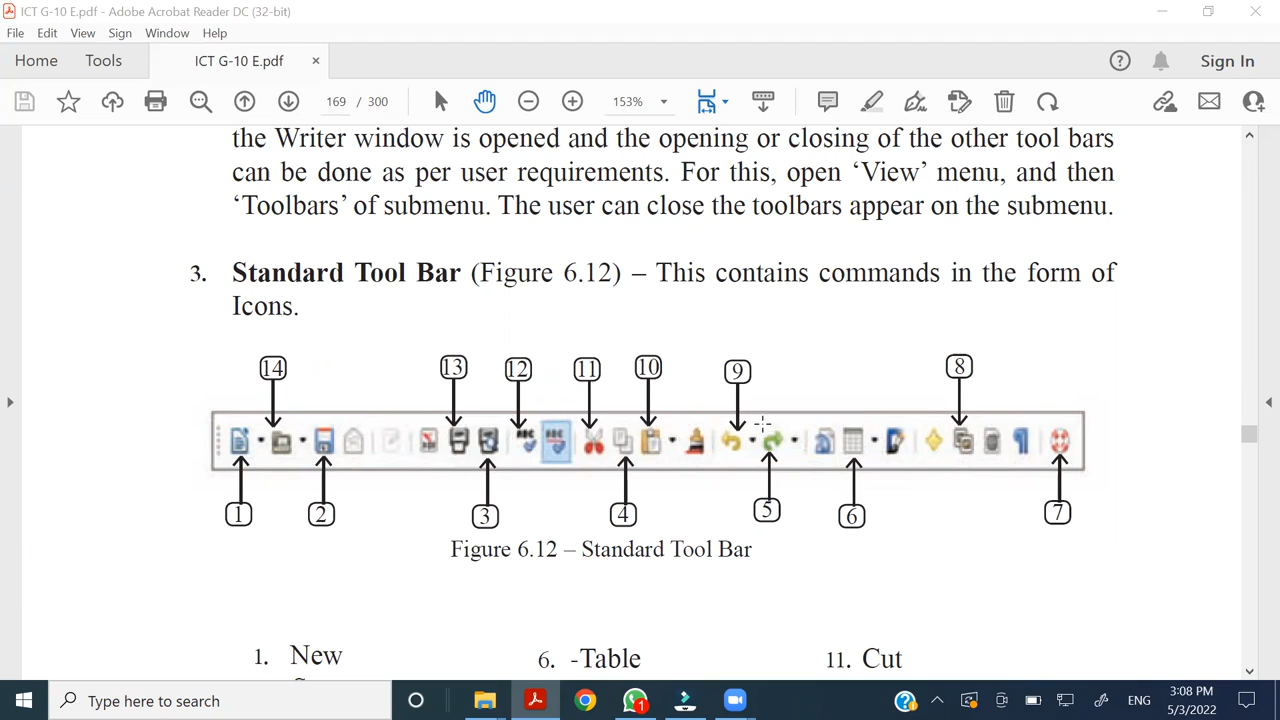 ICT G-10 E.pdf - Adobe Acrobat Reader DC (32-bit)
File Edit View Sign Window Help
Home Tools ICT G-10 E.pdf × Sign In
169 / 300 153%
the Writer window is opened and the opening or closing of the other tool bars
can be done as per user requirements. For this, open ‘View’ menu, and then
‘Toolbars’ of submenu. The user can close the toolbars appear on the submenu.
3. Standard Tool Bar (Figure 6.12) – This contains commands in the form of
Icons.
14 13 12 11 10 9 8
ABC ABC
1 2 3 4 5 6 7
Figure 6.12 – Standard Tool Bar
1. New 6. -Table 11. Cut
Type here to search 1 ENG 3:08 PM
5/3/2022